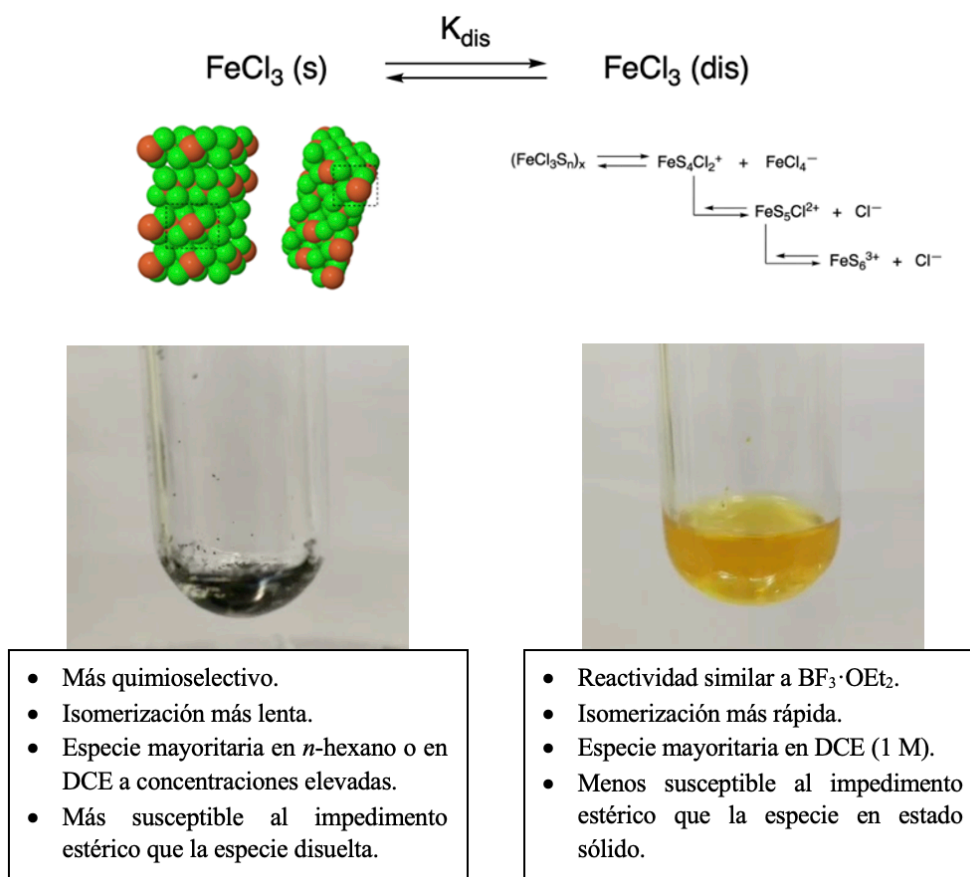 K_dis
FeCl₃ (s) ⇌ FeCl₃ (dis)
(FeCl₃Sₙ)ₓ ⇌ FeS₄Cl₂⁺ + FeCl₄⁻
FeS₅Cl²⁺ + Cl⁻
FeS₆³⁺ + Cl⁻
• Más quimioselectivo.
• Isomerización más lenta.
• Especie mayoritaria en n-hexano o en
DCE a concentraciones elevadas.
• Más susceptible al impedimento
estérico que la especie disuelta.
• Reactividad similar a BF₃·OEt₂.
• Isomerización más rápida.
• Especie mayoritaria en DCE (1 M).
• Menos susceptible al impedimento
estérico que la especie en estado
sólido.